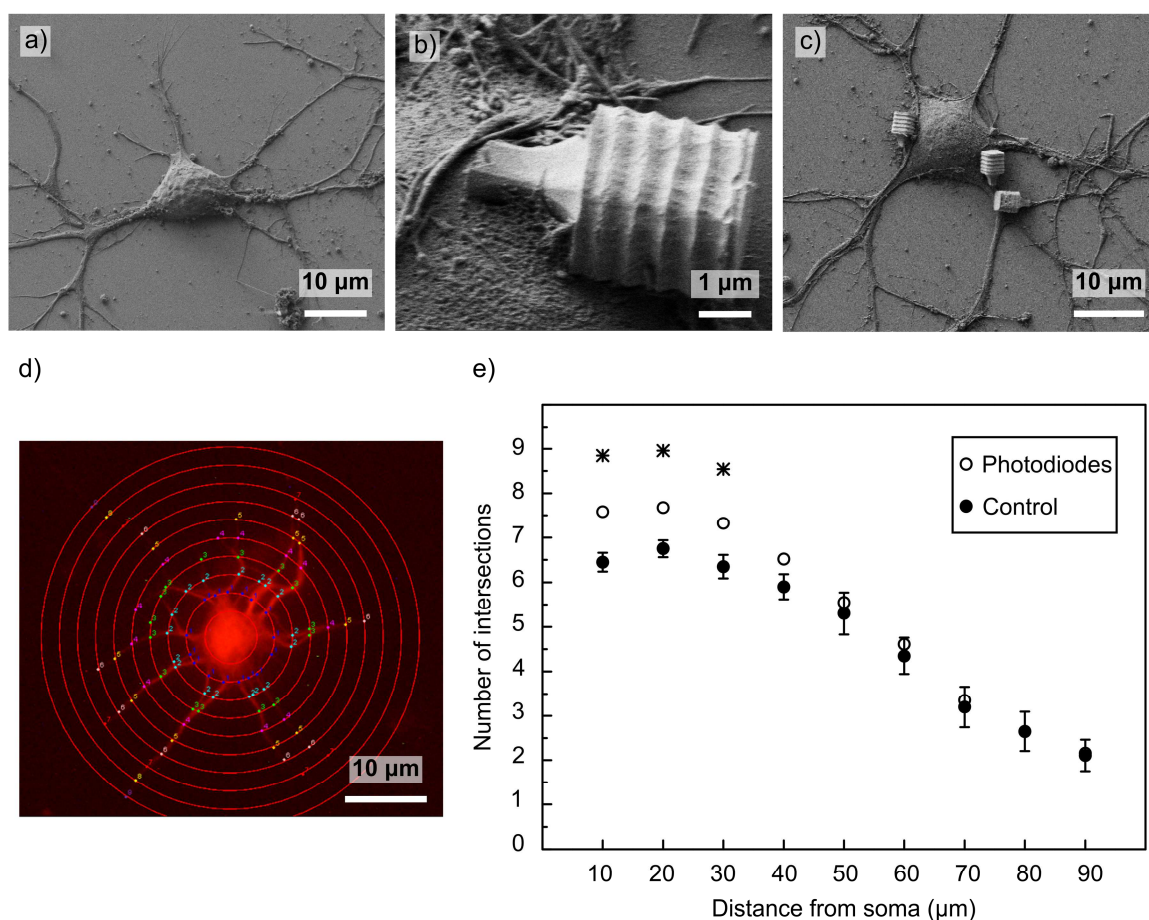 a)
10 µm
b)
1 µm
c)
10 µm
d)
10 µm
e)
Number of intersections
9
8
7
6
5
4
3
2
1
0
Photodiodes
Control
10 20 30 40 50 60 70 80 90
Distance from soma (µm)